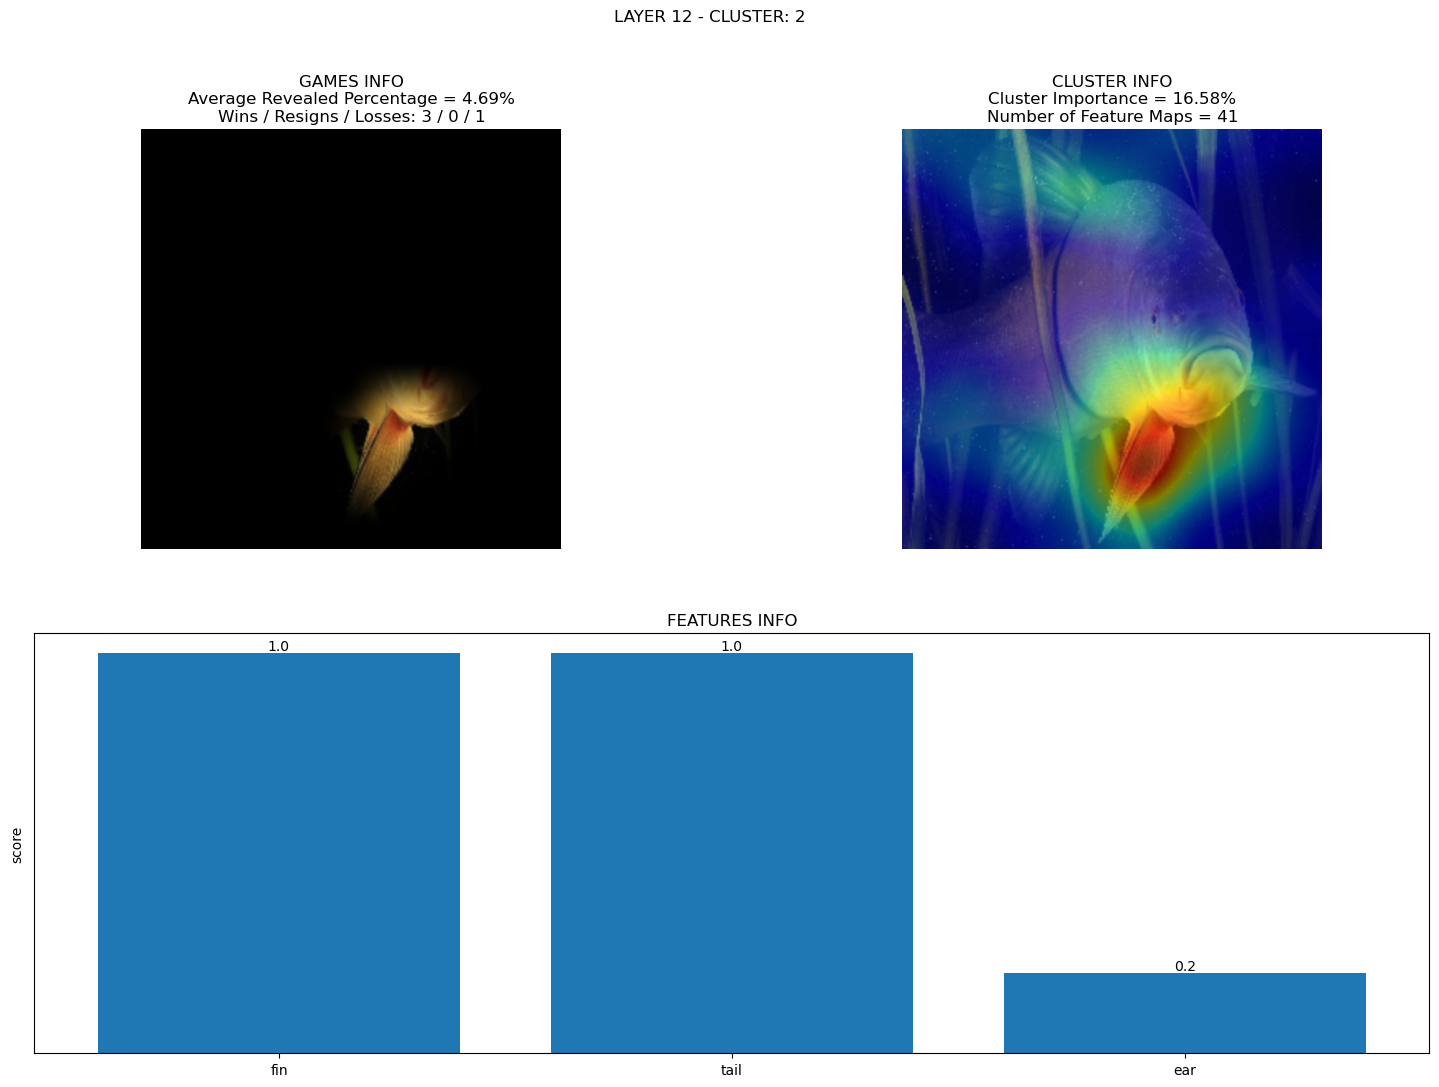 LAYER 12 - CLUSTER: 2
GAMES INFO
Average Revealed Percentage = 4.69%
Wins / Resigns / Losses: 3 / 0 / 1
CLUSTER INFO
Cluster Importance = 16.58%
Number of Feature Maps = 41
FEATURES INFO
1.0
1.0
0.2
score
fin
tail
ear